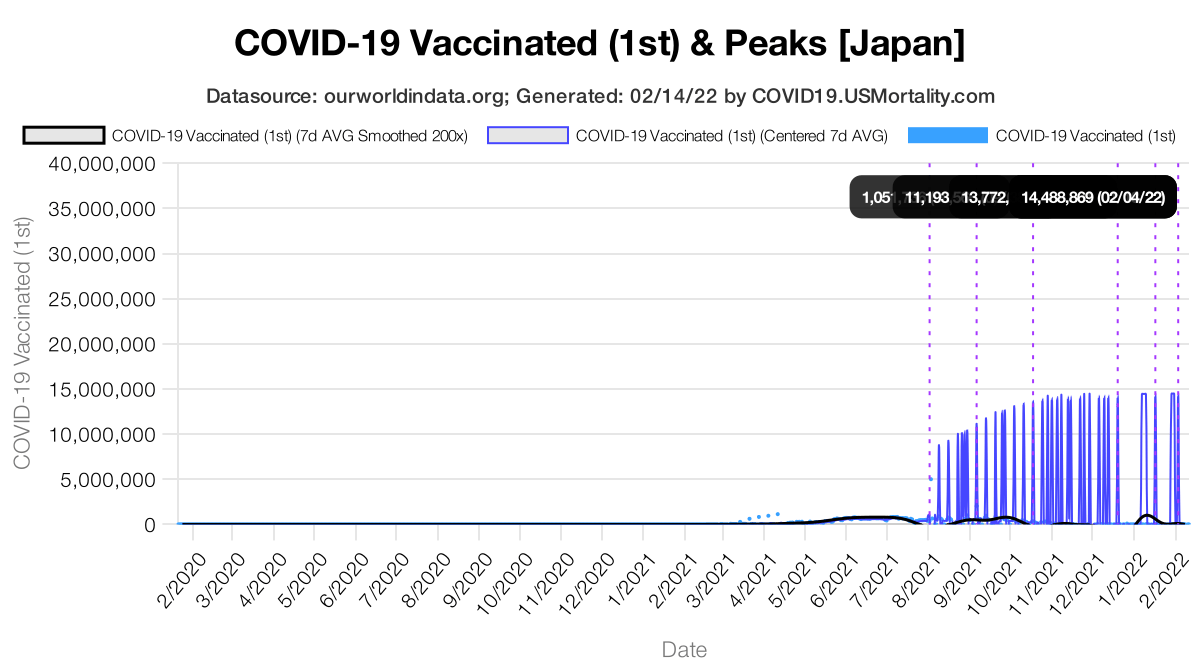 COVID-19 Vaccinated (1st) & Peaks [Japan]
Datasource: ourworldindata.org; Generated: 02/14/22 by COVID19.USMortality.com
COVID-19 Vaccinated (1st) (7d AVG Smoothed 200x) COVID-19 Vaccinated (1st) (Centered 7d AVG) COVID-19 Vaccinated (1st)
40,000,000
35,000,000
30,000,000
25,000,000
20,000,000
15,000,000
10,000,000
5,000,000
0
COVID-19 Vaccinated (1st)
1,051 11,193 13,772, 14,488,869 (02/04/22)
2/2020 3/2020 4/2020 5/2020 6/2020 7/2020 8/2020 9/2020 10/2020 11/2020 12/2020 1/2021 2/2021 3/2021 4/2021 5/2021 6/2021 7/2021 8/2021 9/2021 10/2021 11/2021 12/2021 1/2022 2/2022
Date